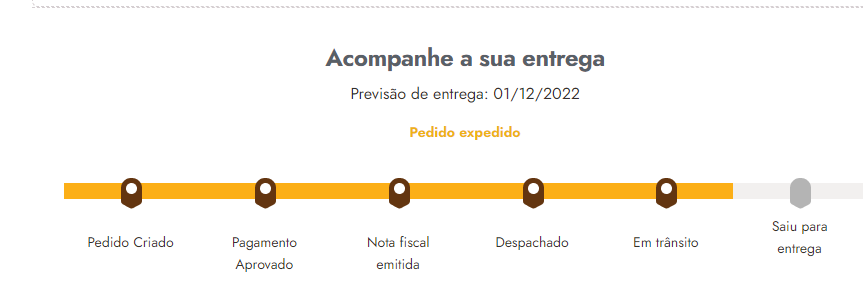 Acompanhe a sua entrega
Previsão de entrega: 01/12/2022
Pedido expedido
Pedido Criado
Pagamento
Aprovado
Nota fiscal
emitida
Despachado
Em trânsito
Saiu para
entrega